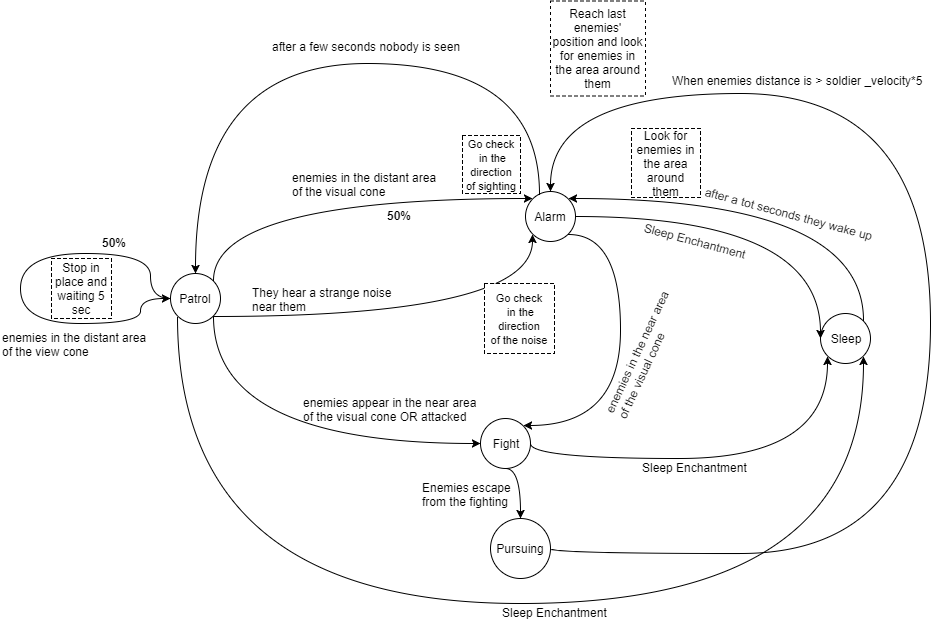 Reach last
enemies'
position and look
for enemies in
the area around
them
after a few seconds nobody is seen
When enemies distance is > soldier _velocity*5
Go check
in the
direction
of sighting
Look for
enemies in
the area
around
them
enemies in the distant area
of the visual cone
50%
after a tot seconds they wake up
Alarm
Sleep Enchantment
50%
Stop in
place and
waiting 5
sec
Patrol
They hear a strange noise
near them
Go check
in the
direction
of the noise
enemies in the distant area
of the view cone
Sleep
enemies in the near area
of the visual cone
enemies appear in the near area
of the visual cone OR attacked
Fight
Sleep Enchantment
Enemies escape
from the fighting
Pursuing
Sleep Enchantment